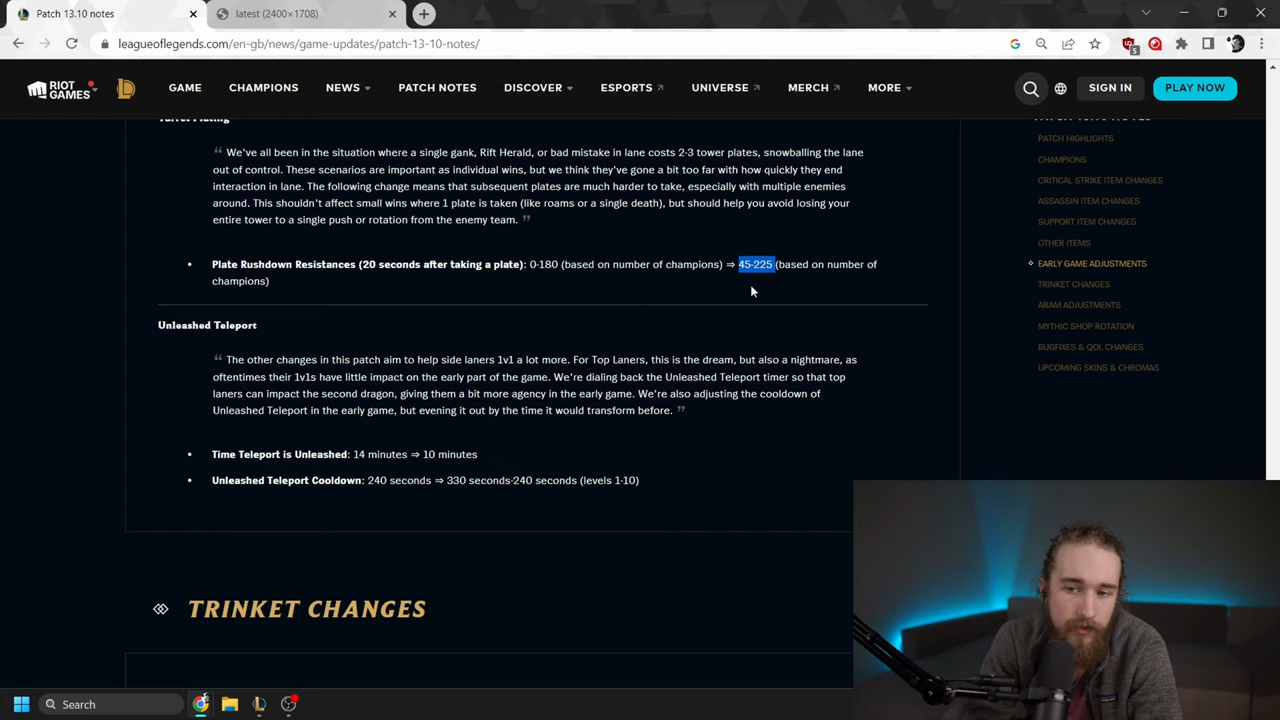 Patch 13.10 notes
latest (2400×1708)
leagueoflegends.com/en-gb/news/game-updates/patch-13-10-notes/
5
RIOT GAMES
GAME
CHAMPIONS
NEWS
PATCH NOTES
DISCOVER
ESPORTS
UNIVERSE
MERCH
MORE
SIGN IN
PLAY NOW
Turret Plating
“ We've all been in the situation where a single gank, Rift Herald, or bad mistake in lane costs 2-3 tower plates, snowballing the lane
out of control. These scenarios are important as individual wins, but we think they've gone a bit too far with how quickly they end
interaction in lane. The following change means that subsequent plates are much harder to take, especially with multiple enemies
around. This shouldn't affect small wins where 1 plate is taken (like roams or a single death), but should help you avoid losing your
entire tower to a single push or rotation from the enemy team. ”
• Plate Rushdown Resistances (20 seconds after taking a plate): 0-180 (based on number of champions) ⇒ 45-225 (based on number of
champions)
Unleashed Teleport
“ The other changes in this patch aim to help side laners 1v1 a lot more. For Top Laners, this is the dream, but also a nightmare, as
oftentimes their 1v1s have little impact on the early part of the game. We're dialing back the Unleashed Teleport timer so that top
laners can impact the second dragon, giving them a bit more agency in the early game. We're also adjusting the cooldown of
Unleashed Teleport in the early game, but evening it out by the time it would transform before. ”
• Time Teleport is Unleashed: 14 minutes ⇒ 10 minutes
• Unleashed Teleport Cooldown: 240 seconds ⇒ 330 seconds-240 seconds (levels 1-10)
TRINKET CHANGES
PATCH 13.10 NOTES
PATCH HIGHLIGHTS
CHAMPIONS
CRITICAL STRIKE ITEM CHANGES
ASSASSIN ITEM CHANGES
SUPPORT ITEM CHANGES
OTHER ITEMS
EARLY GAME ADJUSTMENTS
TRINKET CHANGES
ARAM ADJUSTMENTS
MYTHIC SHOP ROTATION
BUGFIXES & QOL CHANGES
UPCOMING SKINS & CHROMAS
Search